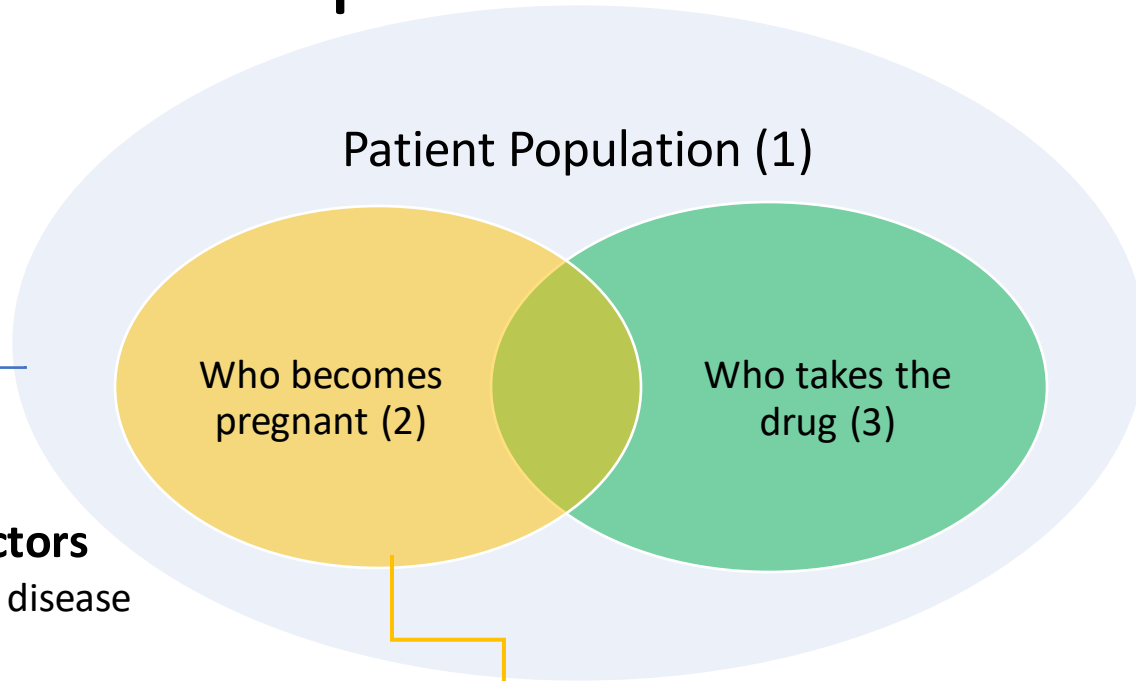 Patient Population (1)
Who becomes
pregnant (2)
Who takes the
drug (3)
ctors
disease